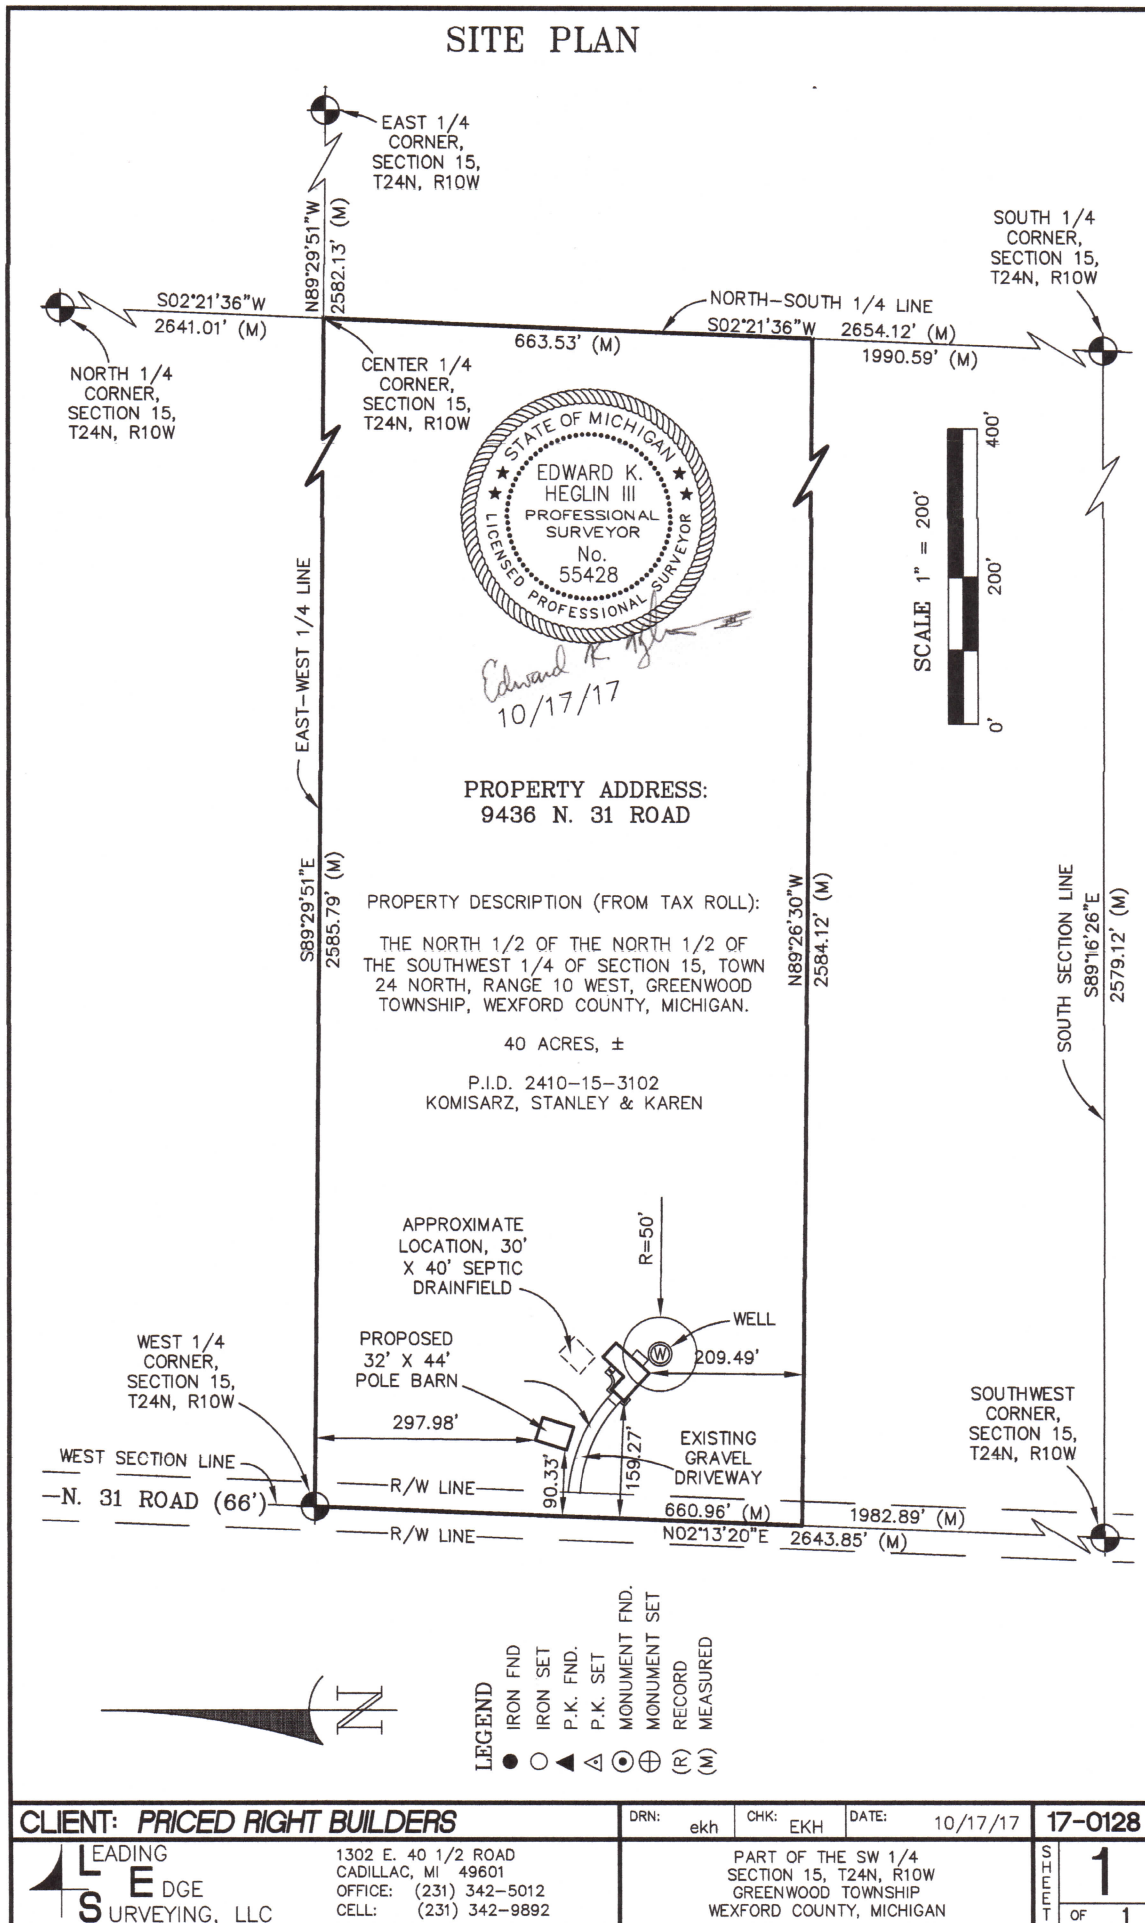 SITE PLAN
EAST 1/4
CORNER,
SECTION 15,
T24N, R10W
N89°29'51"W
2582.13' (M)
SOUTH 1/4
CORNER,
SECTION 15,
T24N, R10W
S02°21'36"W
2641.01' (M)
NORTH 1/4
CORNER,
SECTION 15,
T24N, R10W
CENTER 1/4
CORNER,
SECTION 15,
T24N, R10W
NORTH-SOUTH 1/4 LINE
663.53' (M)
S02°21'36"W
2654.12' (M)
1990.59' (M)
STATE OF MICHIGAN
EDWARD K.
HEGLIN III
PROFESSIONAL
SURVEYOR
No.
55428
LICENSED PROFESSIONAL SURVEYOR
Edward K Heglin III
10/17/17
SCALE 1" = 200'
0'
200'
400'
EAST-WEST 1/4 LINE
S89°29'51"E
2585.79' (M)
PROPERTY ADDRESS:
9436 N. 31 ROAD
PROPERTY DESCRIPTION (FROM TAX ROLL):
THE NORTH 1/2 OF THE NORTH 1/2 OF
THE SOUTHWEST 1/4 OF SECTION 15, TOWN
24 NORTH, RANGE 10 WEST, GREENWOOD
TOWNSHIP, WEXFORD COUNTY, MICHIGAN.
40 ACRES, ±
P.I.D. 2410-15-3102
KOMISARZ, STANLEY & KAREN
N89°26'30"W
2584.12' (M)
SOUTH SECTION LINE
S89°16'26"E
2579.12' (M)
APPROXIMATE
LOCATION, 30'
X 40' SEPTIC
DRAINFIELD
R=50'
WELL
W
209.49'
WEST 1/4
CORNER,
SECTION 15,
T24N, R10W
PROPOSED
32' X 44'
POLE BARN
297.98'
90.33'
159.27'
EXISTING
GRAVEL
DRIVEWAY
SOUTHWEST
CORNER,
SECTION 15,
T24N, R10W
WEST SECTION LINE
N. 31 ROAD (66')
R/W LINE
R/W LINE
660.96' (M)
N02°13'20"E
1982.89' (M)
2643.85' (M)
N
LEGEND
IRON FND
IRON SET
P.K. FND.
P.K. SET
MONUMENT FND.
MONUMENT SET
(R) RECORD
(M) MEASURED
CLIENT: PRICED RIGHT BUILDERS
DRN: ekh
CHK: EKH
DATE: 10/17/17
17-0128
LEADING
EDGE
SURVEYING, LLC
1302 E. 40 1/2 ROAD
CADILLAC, MI 49601
OFFICE: (231) 342-5012
CELL: (231) 342-9892
PART OF THE SW 1/4
SECTION 15, T24N, R10W
GREENWOOD TOWNSHIP
WEXFORD COUNTY, MICHIGAN
SHEET
1
OF 1